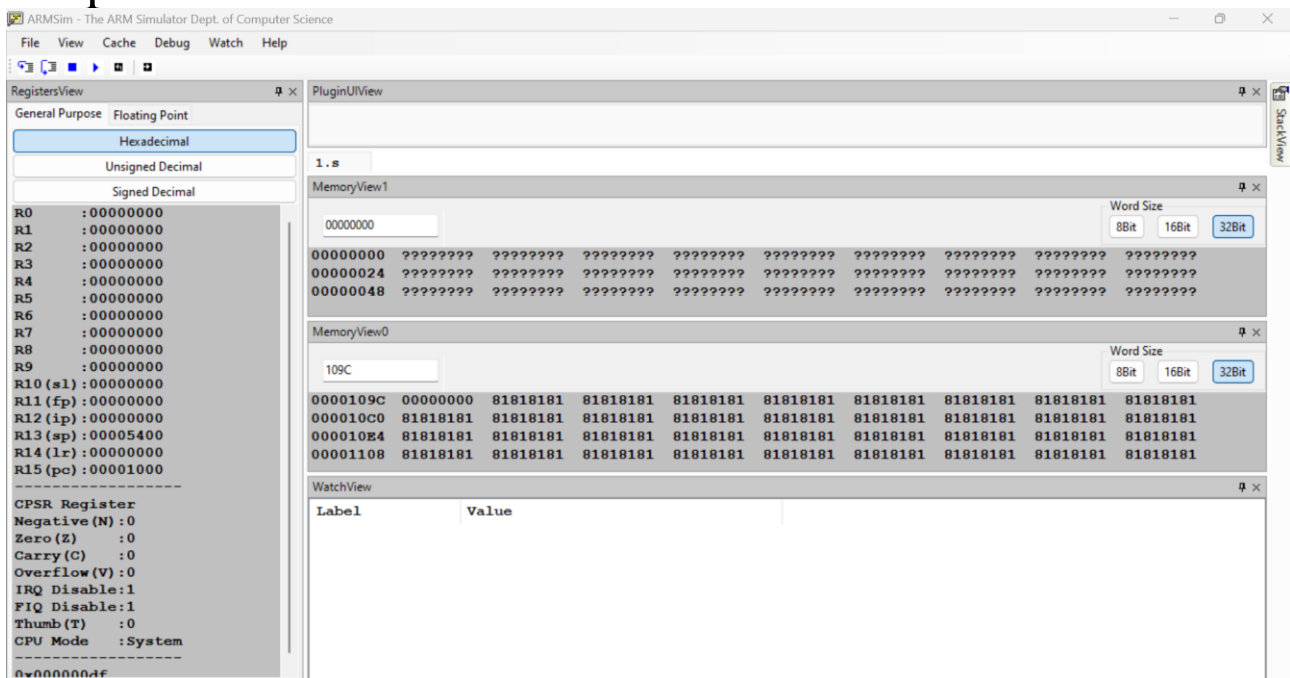 ARMSim - The ARM Simulator Dept. of Computer Science
File View Cache Debug Watch Help
RegistersView
General Purpose Floating Point
Hexadecimal
Unsigned Decimal
Signed Decimal
R0 :00000000
R1 :00000000
R2 :00000000
R3 :00000000
R4 :00000000
R5 :00000000
R6 :00000000
R7 :00000000
R8 :00000000
R9 :00000000
R10(sl):00000000
R11(fp):00000000
R12(ip):00000000
R13(sp):00005400
R14(lr):00000000
R15(pc):00001000
-------------------
CPSR Register
Negative(N):0
Zero(Z) :0
Carry(C) :0
Overflow(V):0
IRQ Disable:1
FIQ Disable:1
Thumb(T) :0
CPU Mode :System
-------------------
0x000000df
PluginUIView
1.s
MemoryView1
Word Size
00000000
8Bit 16Bit 32Bit
00000000 ???????? ???????? ???????? ???????? ???????? ???????? ???????? ???????? ????????
00000024 ???????? ???????? ???????? ???????? ???????? ???????? ???????? ???????? ????????
00000048 ???????? ???????? ???????? ???????? ???????? ???????? ???????? ???????? ????????
MemoryView0
Word Size
109C
8Bit 16Bit 32Bit
0000109C 00000000 81818181 81818181 81818181 81818181 81818181 81818181 81818181 81818181
000010C0 81818181 81818181 81818181 81818181 81818181 81818181 81818181 81818181 81818181
000010E4 81818181 81818181 81818181 81818181 81818181 81818181 81818181 81818181 81818181
00001108 81818181 81818181 81818181 81818181 81818181 81818181 81818181 81818181 81818181
WatchView
Label Value
StackView